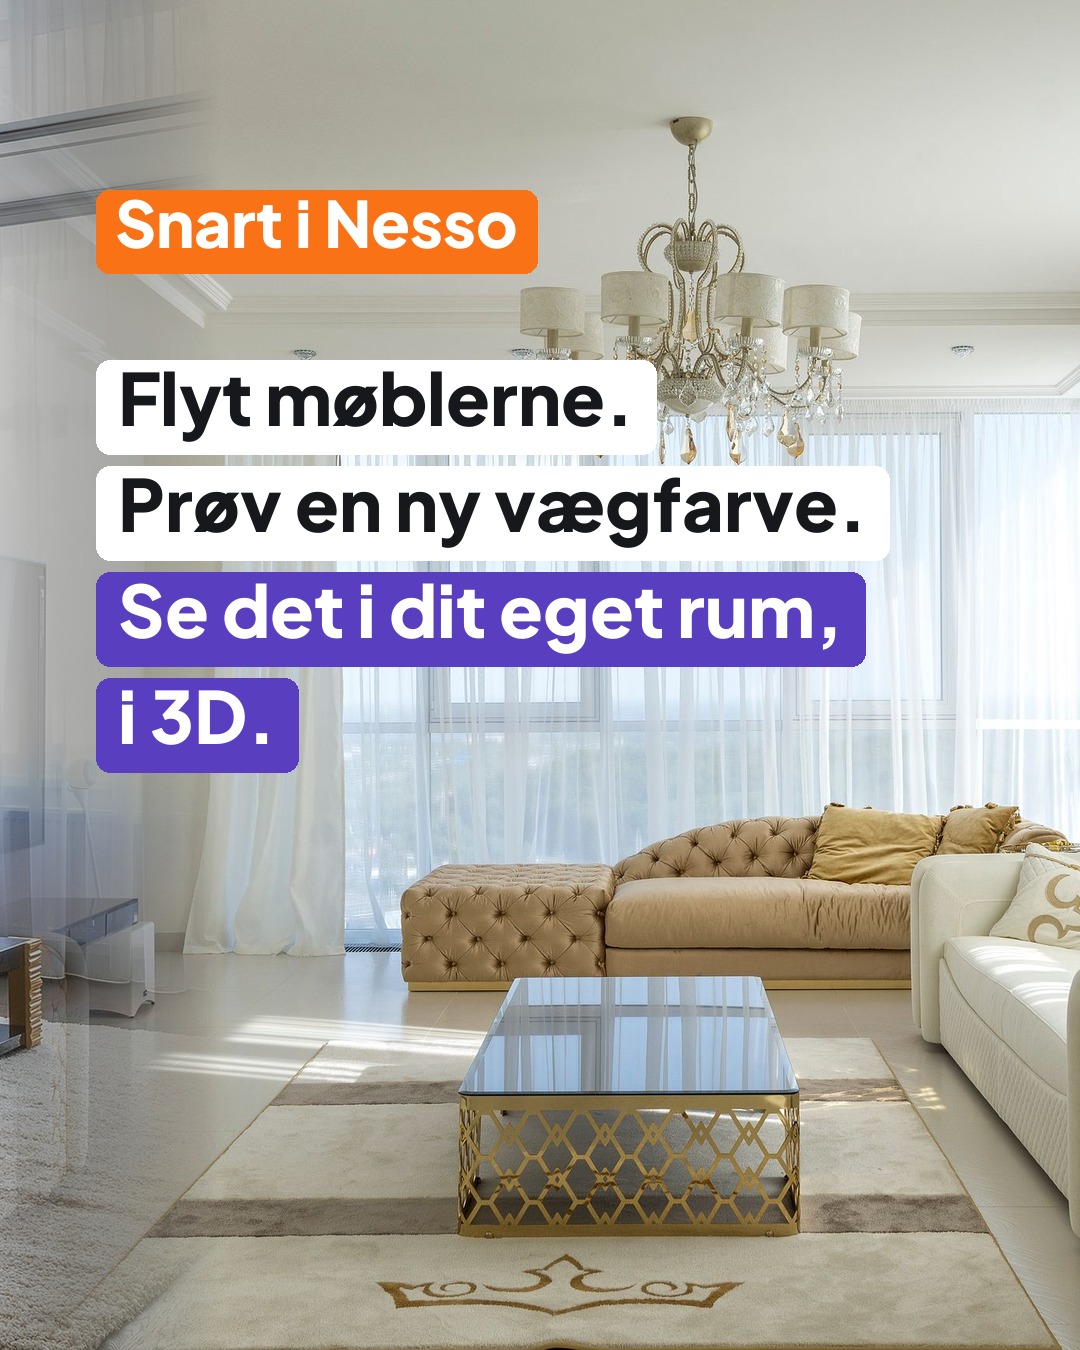 Snart i Nesso
Flyt møblerne.
Prøv en ny vægfarve.
Se det i dit eget rum,
i 3D.